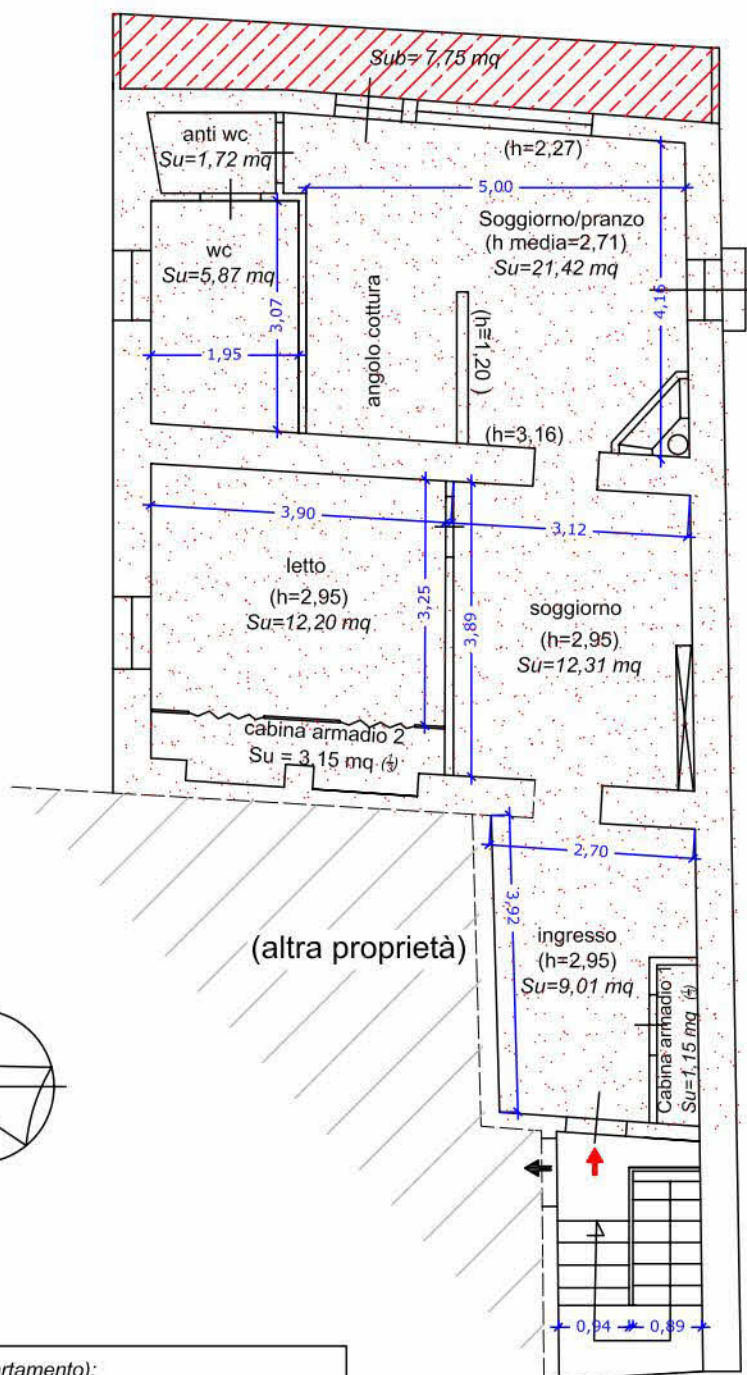 Sub= 7,75 mq
anti wc
Su=1,72 mq
(h=2,27)
5,00
Soggiorno/pranzo
(h media=2,71)
Su=21,42 mq
wc
Su=5,87 mq
3,07
1,95
angolo cottura
(h=1,20 )
4,16
(h=3,16)
3,90
3,12
letto
(h=2,95)
Su=12,20 mq
3,25
3,89
soggiorno
(h=2,95)
Su=12,31 mq
cabina armadio 2
Su = 3,15 mq
2,70
3,92
(altra proprietà)
ingresso
(h=2,95)
Su=9,01 mq
Cabina armadio 1
Su=1,15 mq
0,94
0,89